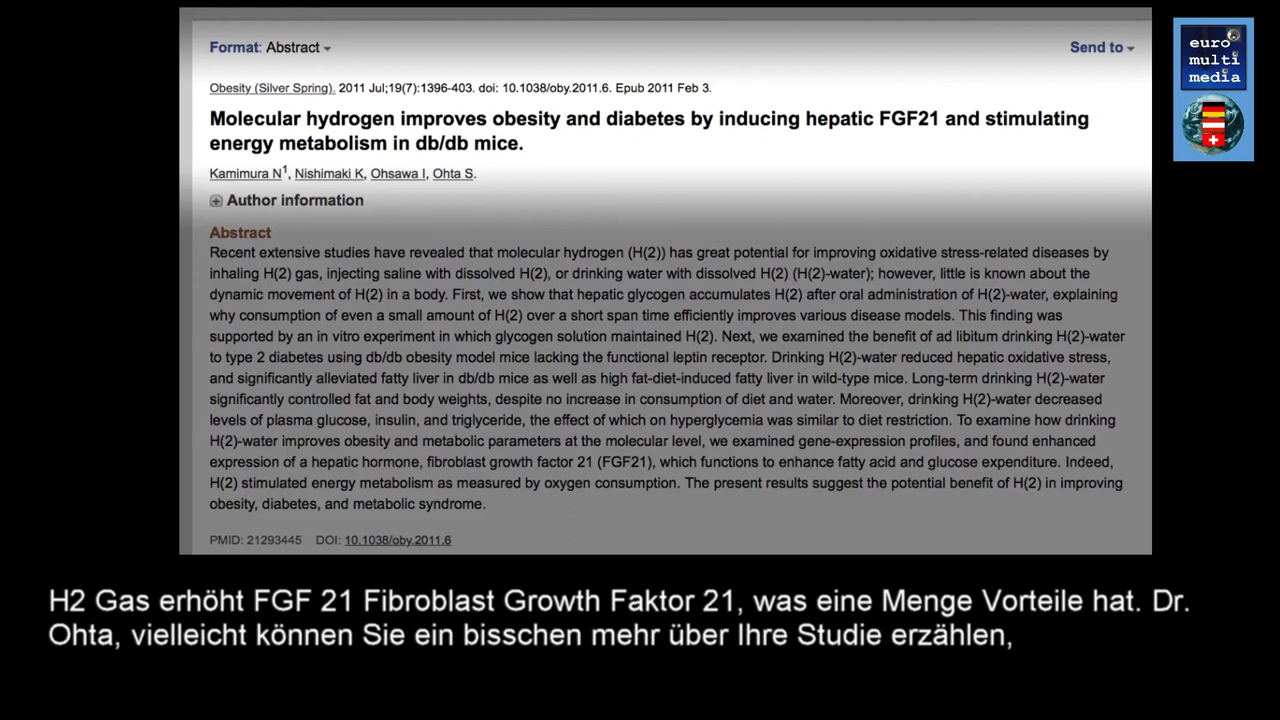 Format: Abstract
Send to
euro
multi
media
Obesity (Silver Spring). 2011 Jul;19(7):1396-403. doi: 10.1038/oby.2011.6. Epub 2011 Feb 3.
Molecular hydrogen improves obesity and diabetes by inducing hepatic FGF21 and stimulating
energy metabolism in db/db mice.
Kamimura N1, Nishimaki K, Ohsawa I, Ohta S.
Author information
Abstract
Recent extensive studies have revealed that molecular hydrogen (H(2)) has great potential for improving oxidative stress-related diseases by
inhaling H(2) gas, injecting saline with dissolved H(2), or drinking water with dissolved H(2) (H(2)-water); however, little is known about the
dynamic movement of H(2) in a body. First, we show that hepatic glycogen accumulates H(2) after oral administration of H(2)-water, explaining
why consumption of even a small amount of H(2) over a short span time efficiently improves various disease models. This finding was
supported by an in vitro experiment in which glycogen solution maintained H(2). Next, we examined the benefit of ad libitum drinking H(2)-water
to type 2 diabetes using db/db obesity model mice lacking the functional leptin receptor. Drinking H(2)-water reduced hepatic oxidative stress,
and significantly alleviated fatty liver in db/db mice as well as high fat-diet-induced fatty liver in wild-type mice. Long-term drinking H(2)-water
significantly controlled fat and body weights, despite no increase in consumption of diet and water. Moreover, drinking H(2)-water decreased
levels of plasma glucose, insulin, and triglyceride, the effect of which on hyperglycemia was similar to diet restriction. To examine how drinking
H(2)-water improves obesity and metabolic parameters at the molecular level, we examined gene-expression profiles, and found enhanced
expression of a hepatic hormone, fibroblast growth factor 21 (FGF21), which functions to enhance fatty acid and glucose expenditure. Indeed,
H(2) stimulated energy metabolism as measured by oxygen consumption. The present results suggest the potential benefit of H(2) in improving
obesity, diabetes, and metabolic syndrome.
PMID: 21293445 DOI: 10.1038/oby.2011.6
H2 Gas erhöht FGF 21 Fibroblast Growth Faktor 21, was eine Menge Vorteile hat. Dr.
Ohta, vielleicht können Sie ein bisschen mehr über Ihre Studie erzählen,